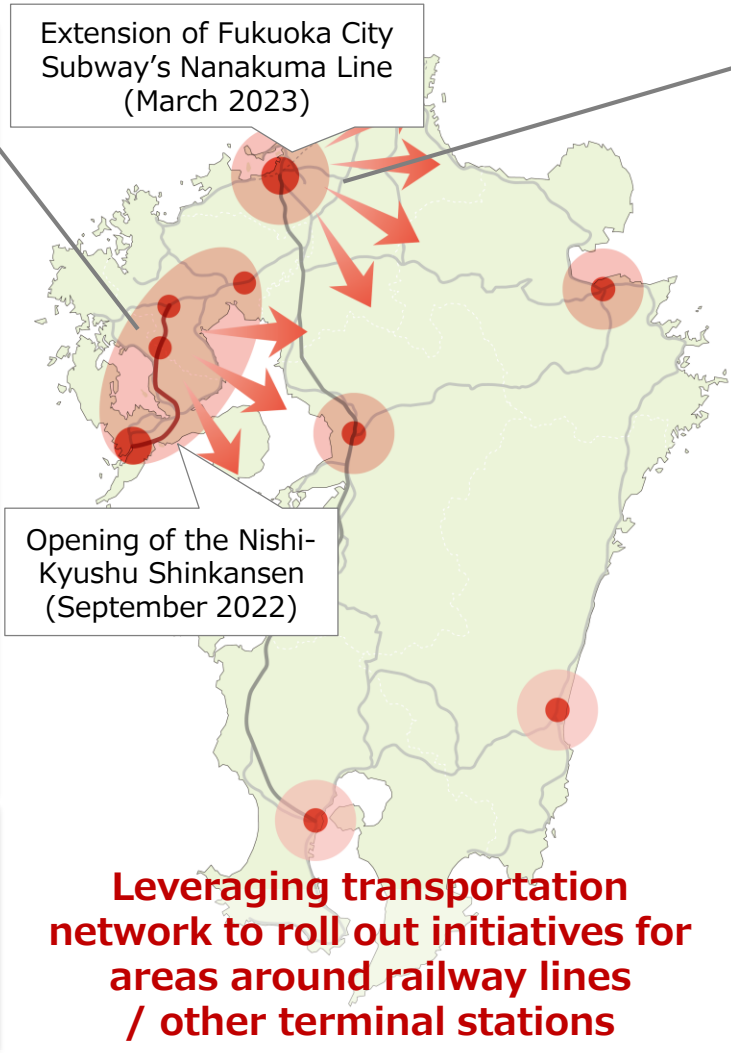 Extension of Fukuoka City
Subway’s Nanakuma Line
(March 2023)
Opening of the Nishi-
Kyushu Shinkansen
(September 2022)
Leveraging transportation
network to roll out initiatives for
areas around railway lines
/ other terminal stations